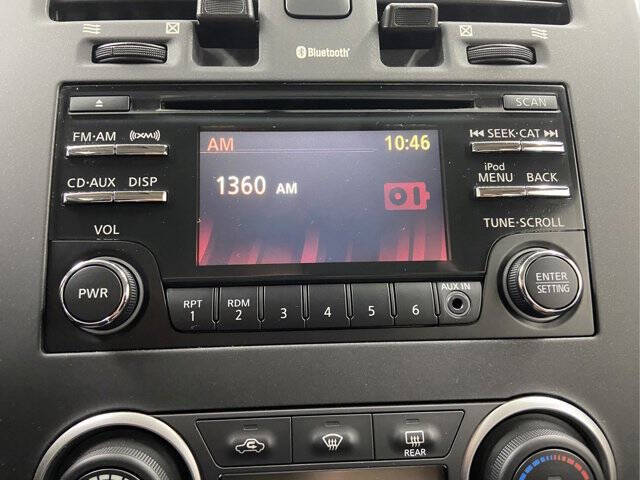 Bluetooth
SCAN
FM·AM ((XM))
SEEK·CAT
AM 10:46
iPod
MENU BACK
CD·AUX DISP
1360 AM
VOL
TUNE·SCROLL
PWR
ENTER
SETTING
AUX IN
RPT RDM
1 2 3 4 5 6
REAR